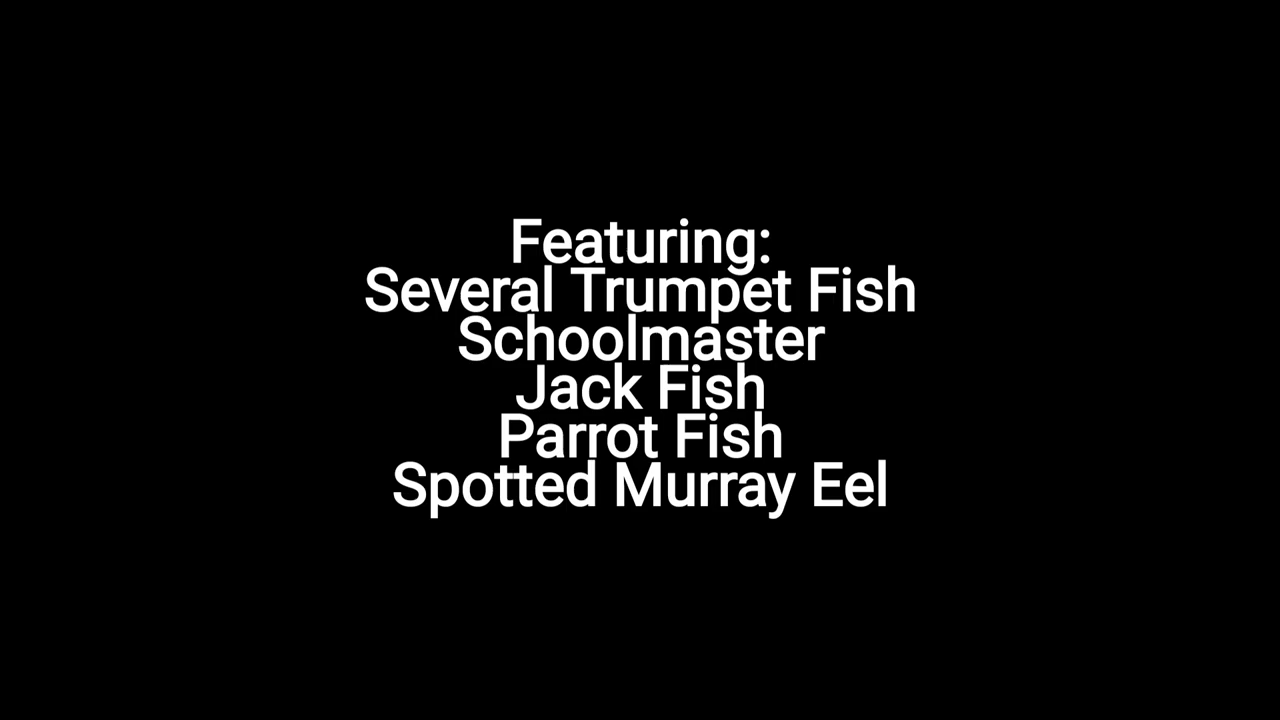 Featuring:
Several Trumpet Fish
Schoolmaster
Jack Fish
Parrot Fish
Spotted Murray Eel